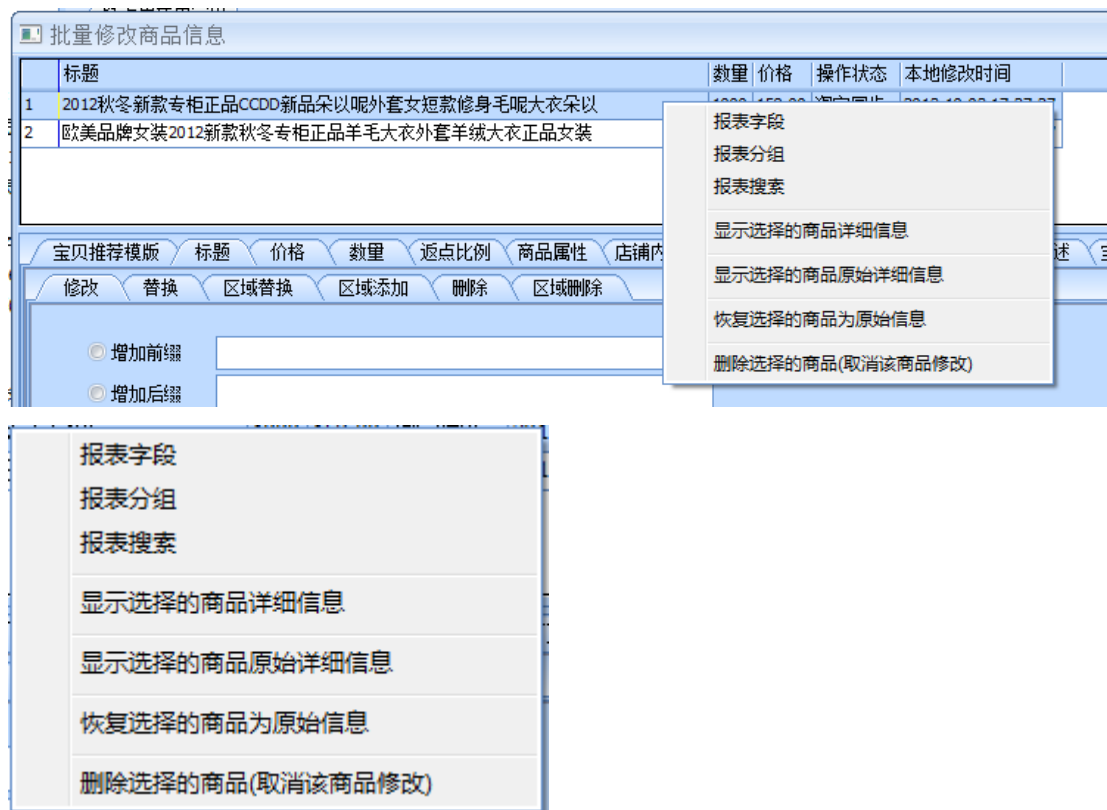 批量修改商品信息
标题 数量 价格 操作状态 本地修改时间
1 2012秋冬新款专柜正品CCDD新品朵以呢外套女短款修身毛呢大衣朵以
2 欧美品牌女装2012新款秋冬专柜正品羊毛大衣外套羊绒大衣正品女装
报表字段
报表分组
报表搜素
显示选择的商品详细信息
显示选择的商品原始详细信息
恢复选择的商品为原始信息
删除选择的商品(取消该商品修改)
宝贝推荐模版 标题 价格 数量 返点比例 商品属性 店铺内 述
修改 替换 区域替换 区域添加 删除 区域删除
增加前缀
增加后缀
报表字段
报表分组
报表搜素
显示选择的商品详细信息
显示选择的商品原始详细信息
恢复选择的商品为原始信息
删除选择的商品(取消该商品修改)